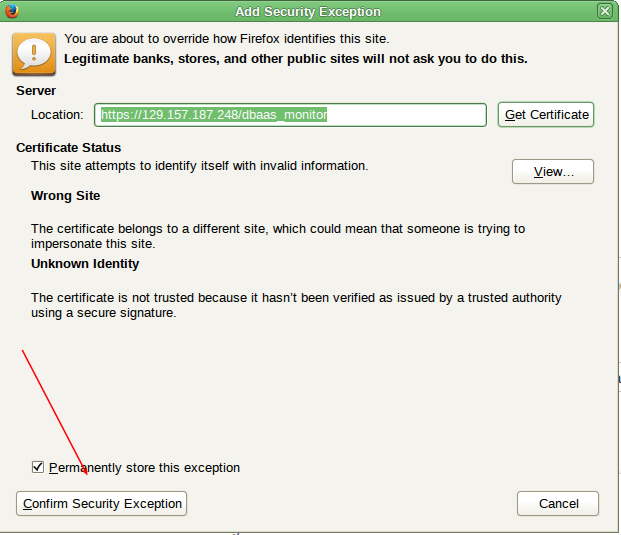 Add Security Exception
You are about to override how Firefox identifies this site.
Legitimate banks, stores, and other public sites will not ask you to do this.
Server
Location: https://129.157.187.248/dbaas_monitor Get Certificate
Certificate Status
This site attempts to identify itself with invalid information.
View...
Wrong Site
The certificate belongs to a different site, which could mean that someone is trying to
impersonate this site.
Unknown Identity
The certificate is not trusted because it hasn't been verified as issued by a trusted authority
using a secure signature.
Permanently store this exception
Confirm Security Exception Cancel